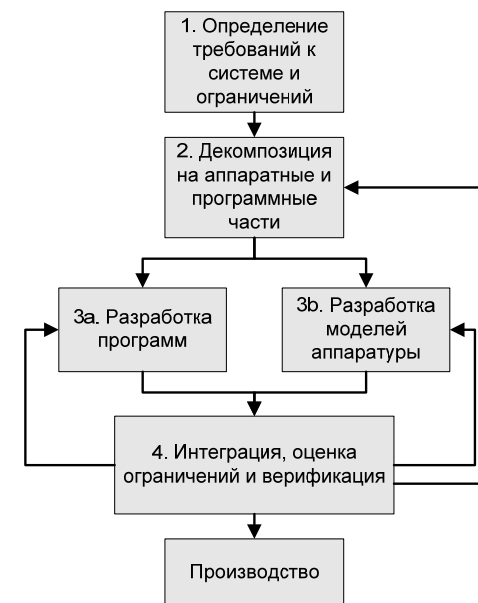 1. Определение
требований к
системе и
ограничений
2. Декомпозиция
на аппаратные и
программные
части
3a. Разработка
программ
3b. Разработка
моделей
аппаратуры
4. Интеграция, оценка
ограничений и верификация
Производство